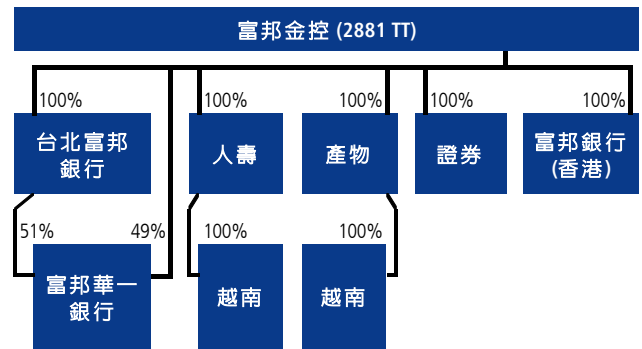 富邦金控 (2881 TT)
100% 100% 100% 100% 100%
台北富邦
銀行
人壽
產物
證券
富邦銀行
(香港)
51% 49% 100% 100%
富邦華一
銀行
越南
越南